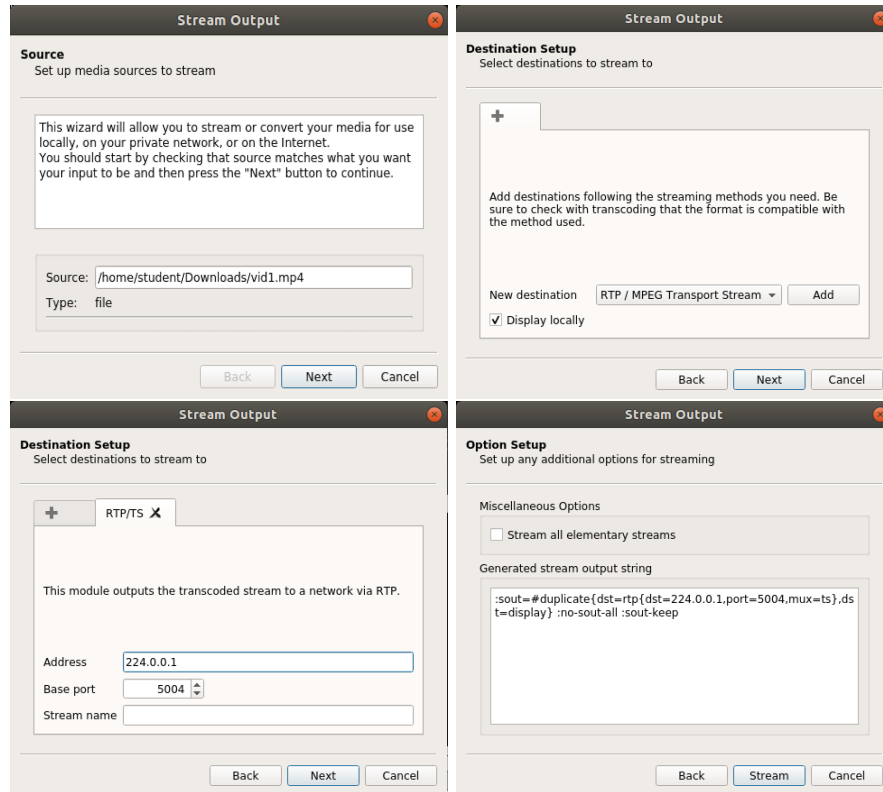 Stream Output
Source
Set up media sources to stream
This wizard will allow you to stream or convert your media for use
locally, on your private network, or on the Internet.
You should start by checking that source matches what you want
your input to be and then press the "Next" button to continue.
Source: /home/student/Downloads/vid1.mp4
Type: file
Back Next Cancel
Stream Output
Destination Setup
Select destinations to stream to
Add destinations following the streaming methods you need. Be
sure to check with transcoding that the format is compatible with
the method used.
New destination RTP / MPEG Transport Stream Add
Display locally
Back Next Cancel
Stream Output
Destination Setup
Select destinations to stream to
RTP/TS
This module outputs the transcoded stream to a network via RTP.
Address 224.0.0.1
Base port 5004
Stream name
Back Next Cancel
Stream Output
Option Setup
Set up any additional options for streaming
Miscellaneous Options
Stream all elementary streams
Generated stream output string
:sout=#duplicate{dst=rtp{dst=224.0.0.1,port=5004,mux=ts},ds
t=display} :no-sout-all :sout-keep
Back Stream Cancel